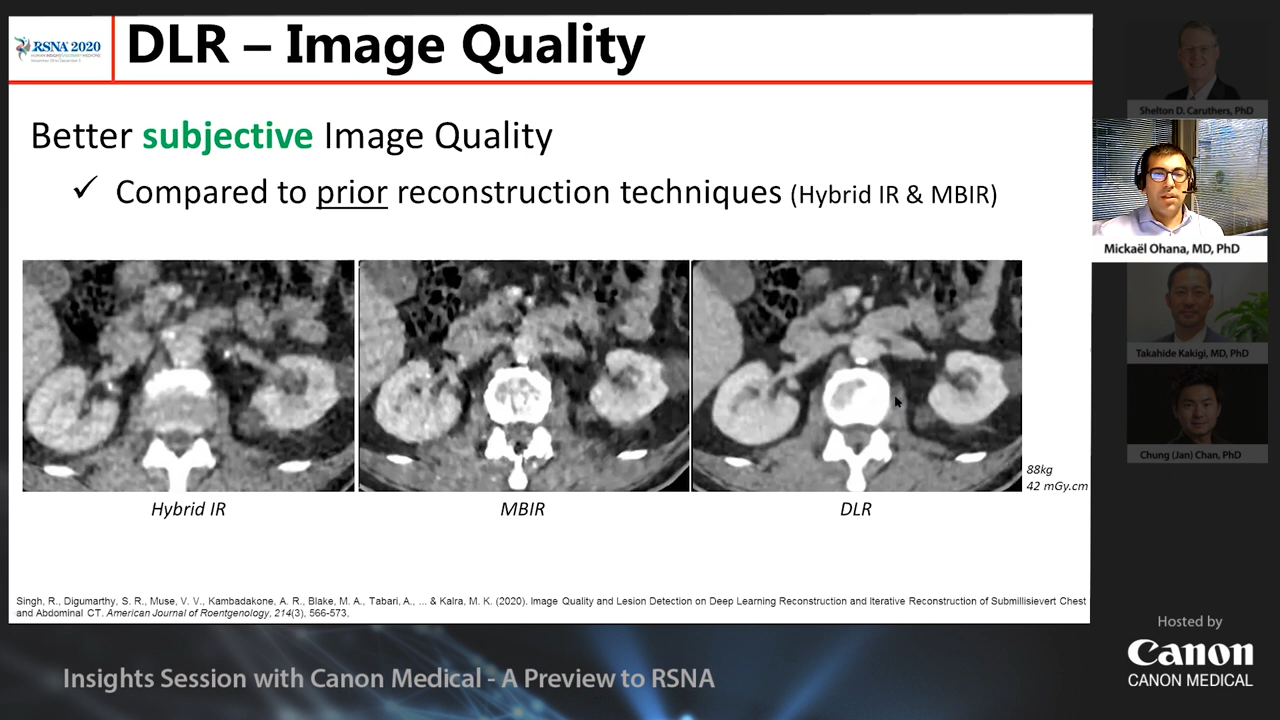 RSNA 2020
DLR – Image Quality
Better subjective Image Quality
✓ Compared to prior reconstruction techniques (Hybrid IR & MBIR)
88kg
42 mGy.cm
Hybrid IR
MBIR
DLR
Singh, R., Digumarthy, S. R., Muse, V. V., Kambadakone, A. R., Blake, M. A., Tabari, A., ... & Kalra, M. K. (2020). Image Quality and Lesion Detection on Deep Learning Reconstruction and Iterative Reconstruction of Submillisievert Chest
and Abdominal CT. American Journal of Roentgenology, 214(3), 566-573.
Shelton D. Caruthers, PhD
Mickaël Ohana, MD, PhD
Takahide Kakigi, MD, PhD
Chung (Jan) Chan, PhD
Insights Session with Canon Medical - A Preview to RSNA
Hosted by
Canon
CANON MEDICAL